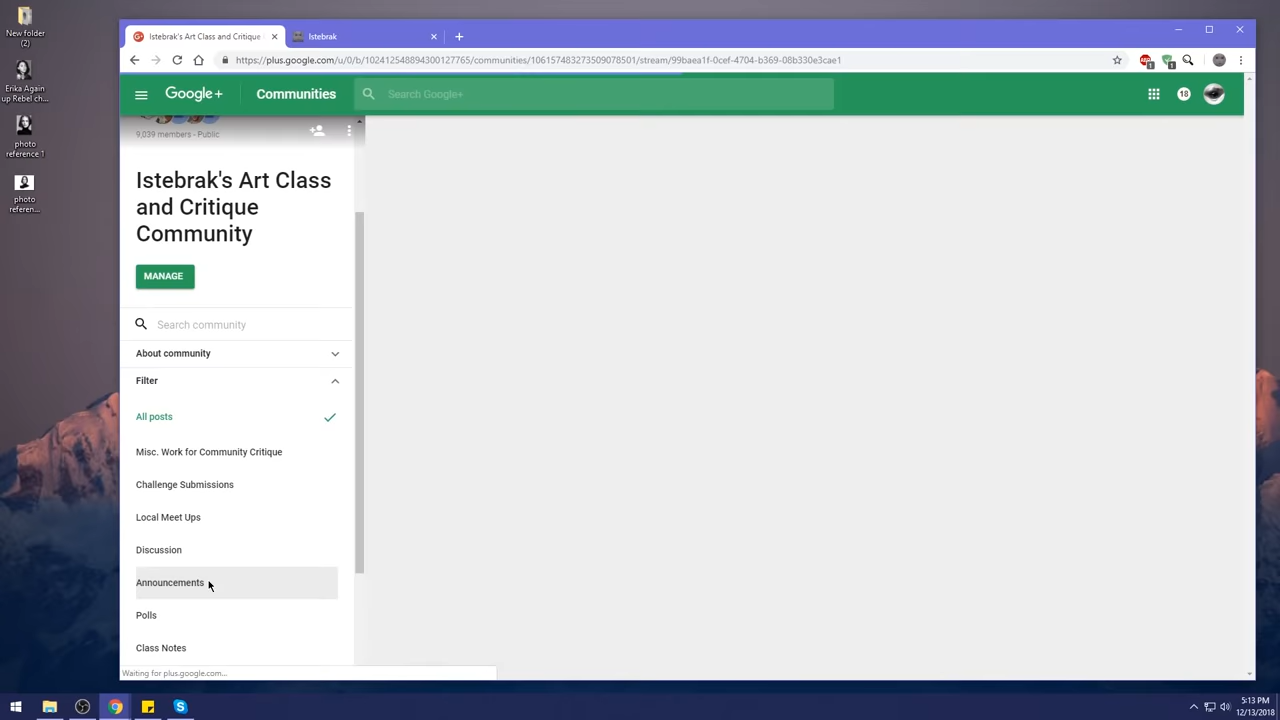 New folder
(2)
Erika Again
up Rebel ch...
photo
reference 1
photo
referen...
Istebrak's Art Class and Critique
Istebrak
https://plus.google.com/u/0/b/102412548894300127765/communities/106157483273509078501/stream/99baea1f-0cef-4704-b369-08b330e3cae1
Google+
Communities
Search Google+
18
9,039 members - Public
Istebrak's Art Class
and Critique
Community
MANAGE
Search community
About community
Filter
All posts
Misc. Work for Community Critique
Challenge Submissions
Local Meet Ups
Discussion
Announcements
Polls
Class Notes
Waiting for plus.google.com...
5:13 PM
12/13/2018